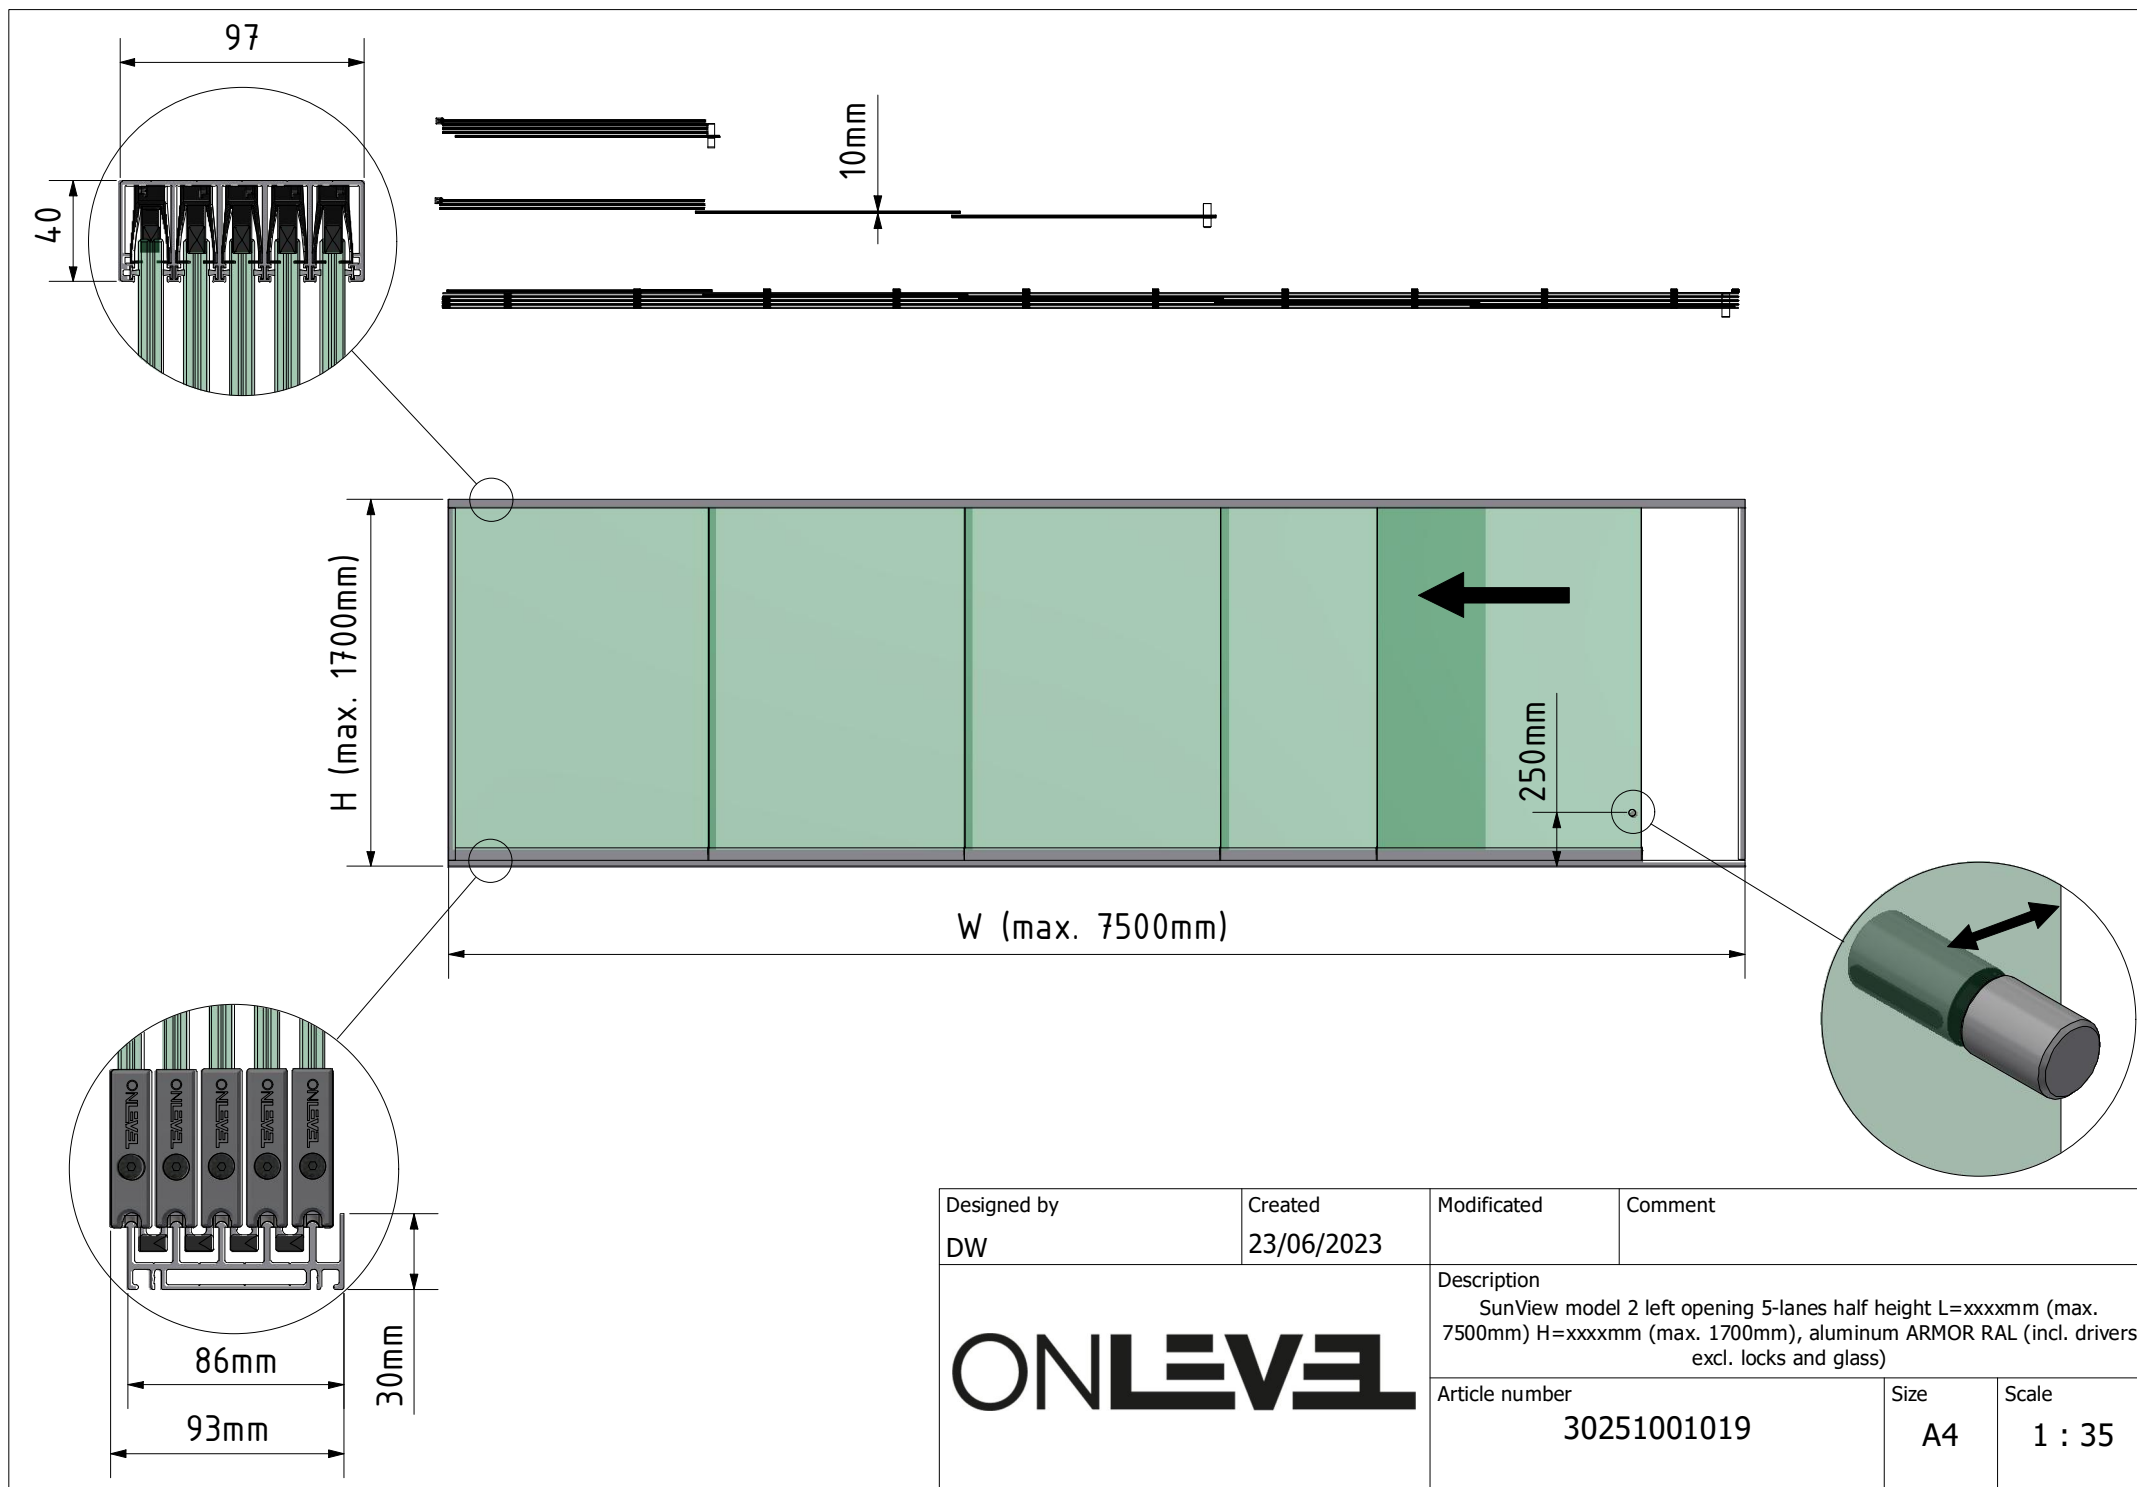 97
40
10mm
H (max. 1700mm)
250mm
W (max. 7500mm)
ONLEVEL ONLEVEL ONLEVEL ONLEVEL ONLEVEL
30mm
86mm
93mm
Designed by
DW
Created
23/06/2023
Modificated
Comment
ONLEVEL
Description
SunView model 2 left opening 5-lanes half height L=xxxxmm (max.
7500mm) H=xxxxmm (max. 1700mm), aluminum ARMOR RAL (incl. drivers
excl. locks and glass)
Article number
30251001019
Size
A4
Scale
1 : 35